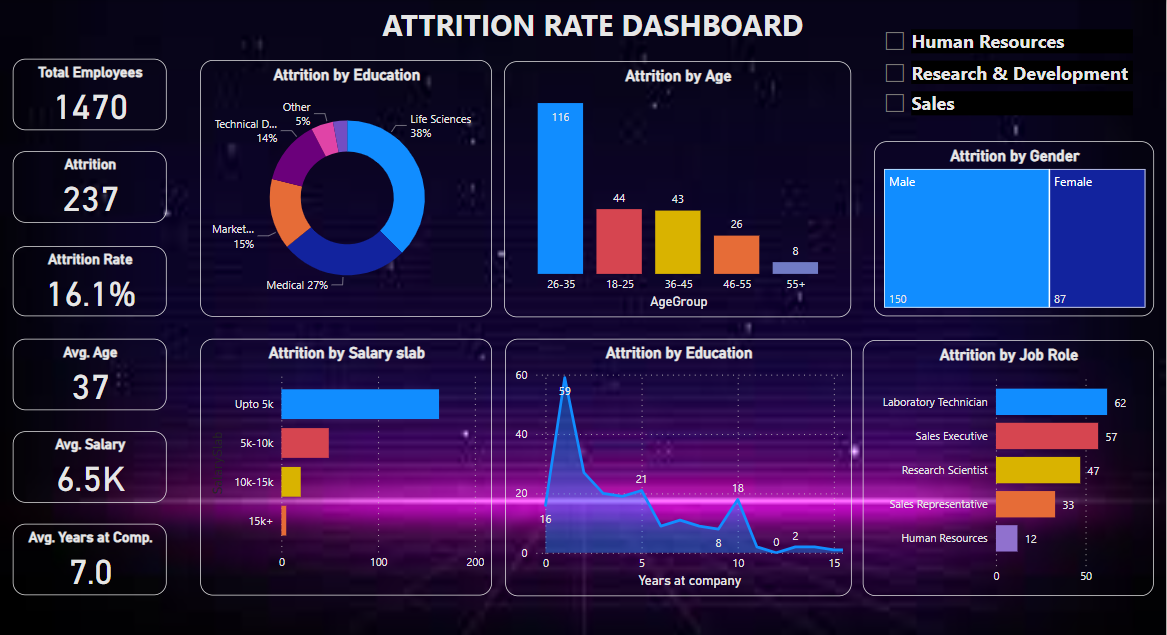 ATTRITION RATE DASHBOARD
Human Resources
Research & Development
Sales
Total Employees
1470
Attrition
237
Attrition Rate
16.1%
Avg. Age
37
Avg. Salary
6.5K
Avg. Years at Comp.
7.0
Attrition by Education
Other
5%
Life Sciences
38%
Technical D...
14%
Market...
15%
Medical 27%
Attrition by Age
116
44
43
26
8
26-35
18-25
36-45
46-55
55+
AgeGroup
Attrition by Gender
Male
Female
150
87
Attrition by Salary slab
Upto 5k
5k-10k
10k-15k
15k+
0
100
200
Attrition by Education
60
59
40
21
20
18
16
8
0
2
0
0
5
10
15
Years at company
Attrition by Job Role
Laboratory Technician
62
Sales Executive
57
Research Scientist
47
Sales Representative
33
Human Resources
12
0
50